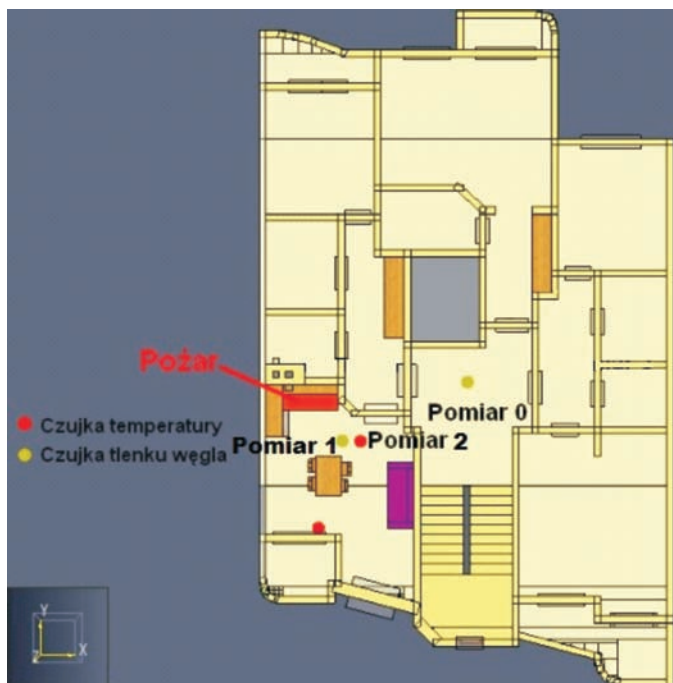 Pożar
Pomiar 0
Czujka temperatury
Pomiar 1
Pomiar 2
Czujka tlenku węgla
Y
Z
X